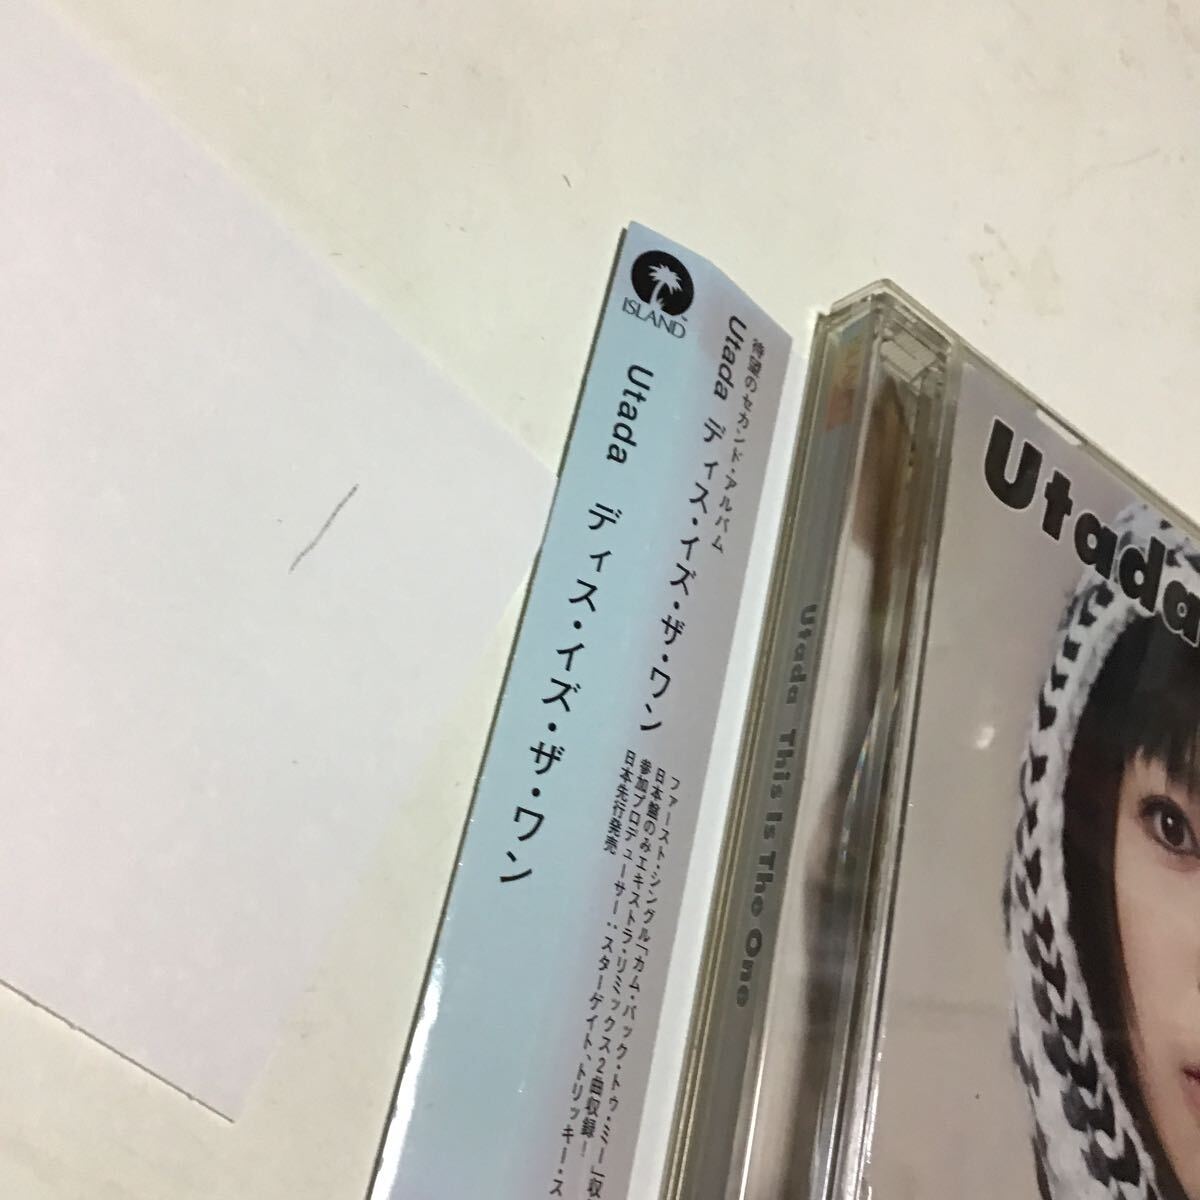 ISLAND
Utada ディス・イズ・ザ・ワン
待望のセカンド・アルバム
Utada ディス・イズ・ザ・ワン
ファースト・シングル「カム・バック・トゥ・ミー」収
日本盤のみエキストラ・リミックス2曲収録!
参加プロデューサー:スターゲイト、トリッキー・ス
日本先行発売
Utada This Is The One
Utada